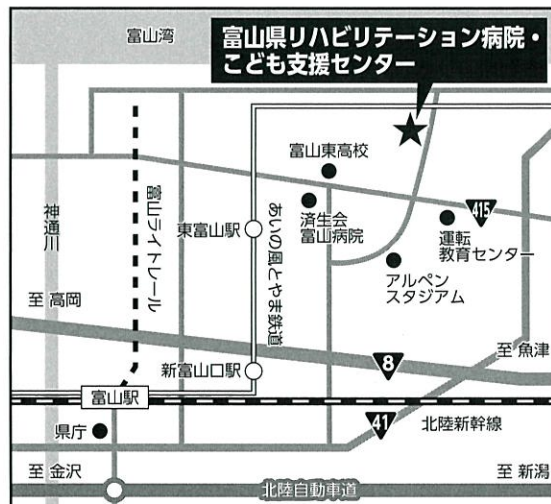 富山湾
富山県リハビリテーション病院・
こども支援センター
富山東高校
415
済生会
富山病院
運転
教育センター
神通川
富山ライトレール
東富山駅
あいの風とやま鉄道
アルペン
スタジアム
至 高岡
新富山口駅
8
至 魚津
富山駅
41
北陸新幹線
県庁
至 金沢
北陸自動車道
至 新潟